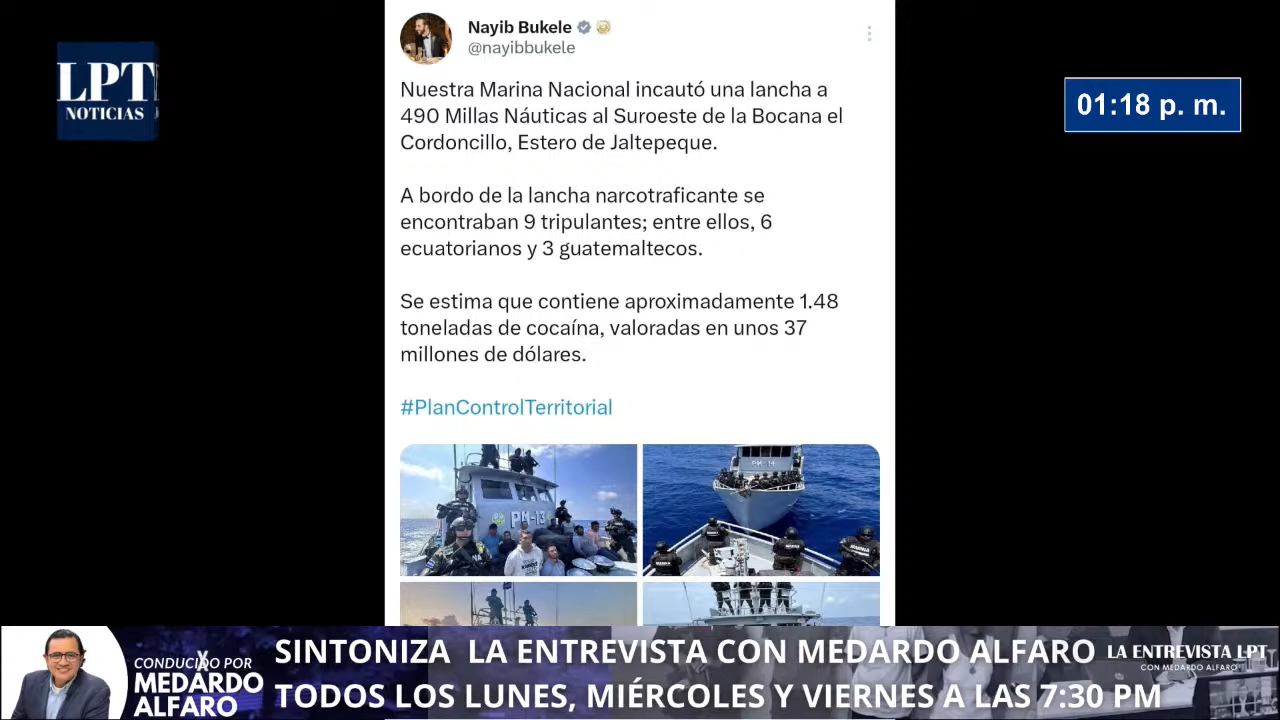 LPT
NOTICIAS
Nayib Bukele
@nayibbukele
01:18 p. m.
Nuestra Marina Nacional incautó una lancha a
490 Millas Náuticas al Suroeste de la Bocana el
Cordoncillo, Estero de Jaltepeque.
A bordo de la lancha narcotraficante se
encontraban 9 tripulantes; entre ellos, 6
ecuatorianos y 3 guatemaltecos.
Se estima que contiene aproximadamente 1.48
toneladas de cocaína, valoradas en unos 37
millones de dólares.
#PlanControlTerritorial
PM-13
PM-14
CONDUCIDO POR
MEDARDO
ALFARO
SINTONIZA LA ENTREVISTA CON MEDARDO ALFARO
TODOS LOS LUNES, MIÉRCOLES Y VIERNES A LAS 7:30 PM
LA ENTREVISTA LPT
CON MEDARDO ALFARO